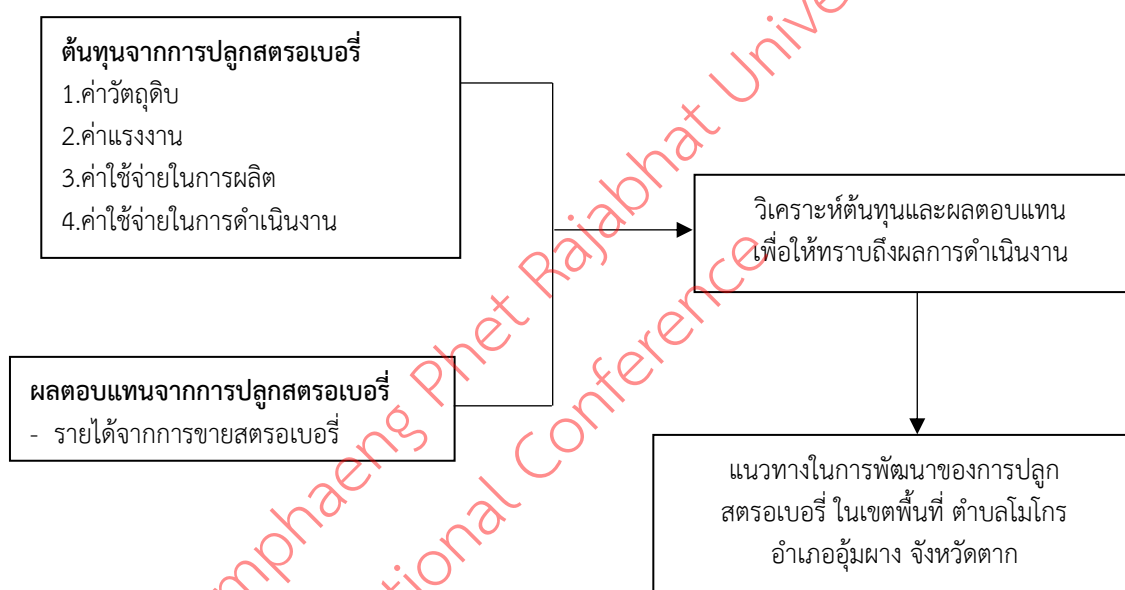 ต้นทุนจากการปลูกสตรอเบอรี่
1.ค่าวัตถุดิบ
2.ค่าแรงงาน
3.ค่าใช้จ่ายในการผลิต
4.ค่าใช้จ่ายในการดำเนินงาน
วิเคราะห์ต้นทุนและผลตอบแทน
เพื่อให้ทราบถึงผลการดำเนินงาน
ผลตอบแทนจากการปลูกสตรอเบอรี่
- รายได้จากการขายสตรอเบอรี่
แนวทางในการพัฒนาของการปลูก
สตรอเบอรี่ ในเขตพื้นที่ ตำบลโมโกร
อำเภออุ้มผาง จังหวัดตาก
Phet Rajabhat
Conference